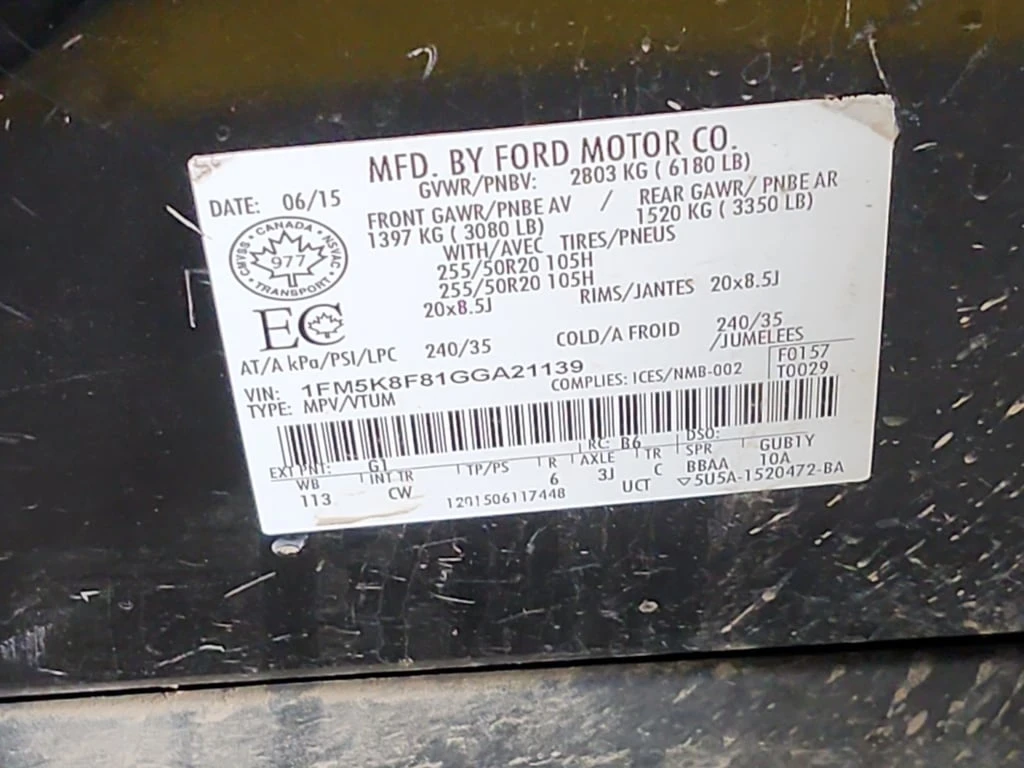 MFD. BY FORD MOTOR CO.
DATE: 06/15 GVWR/PNBV: 2803 KG ( 6180 LB)
FRONT GAWR/PNBE AV / REAR GAWR/ PNBE AR
1397 KG ( 3080 LB) 1520 KG ( 3350 LB)
WITH/AVEC TIRES/PNEUS
255/50R20 105H
255/50R20 105H
20x8.5J RIMS/JANTES 20x8.5J
CANADA
CMVSS 977 NSVAC
TRANSPORT
EC
AT/A kPa/PSI/LPC 240/35 COLD/A FROID 240/35
/JUMELEES
VIN: 1FM5K8F81GGA21139 F0157
TYPE: MPV/VTUM COMPLIES: ICES/NMB-002 T0029
EXT PNT: G1 RC: B6 DSO:
WB INT TR TP/PS R AXLE TR SPR GUB1Y
113 CW 6 3J C BBAA 10A
1201506117448 UCT 5U5A-1520472-BA